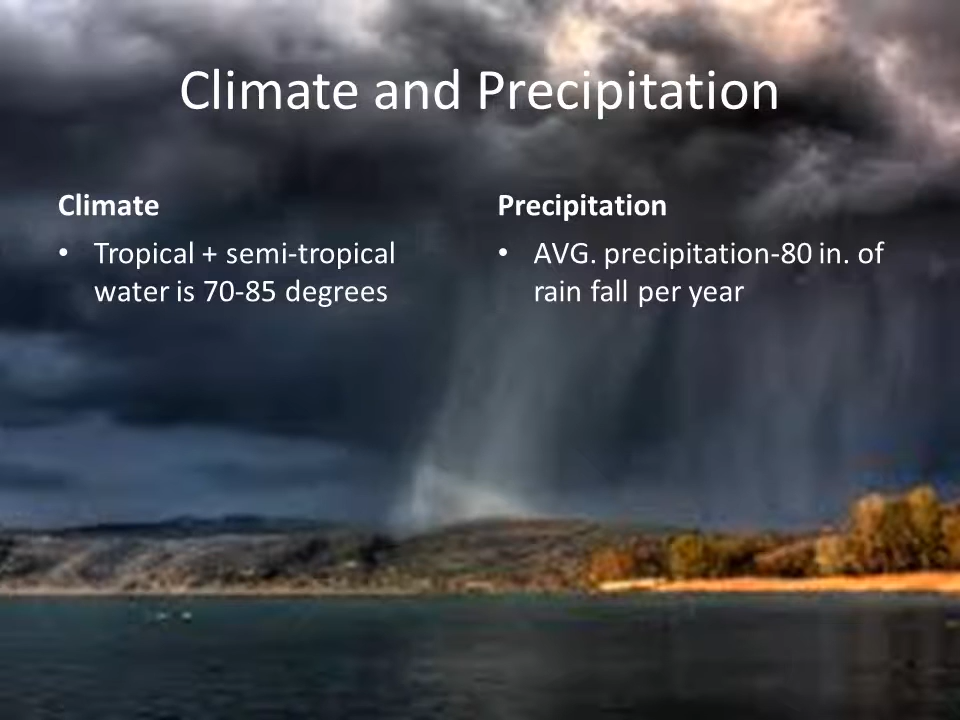 Climate and Precipitation
Climate
• Tropical + semi-tropical
water is 70-85 degrees
Precipitation
• AVG. precipitation-80 in. of
rain fall per year